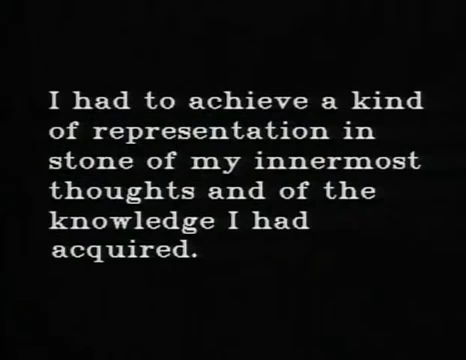 I had to achieve a kind
of representation in
stone of my innermost
thoughts and of the
knowledge I had
acquired.